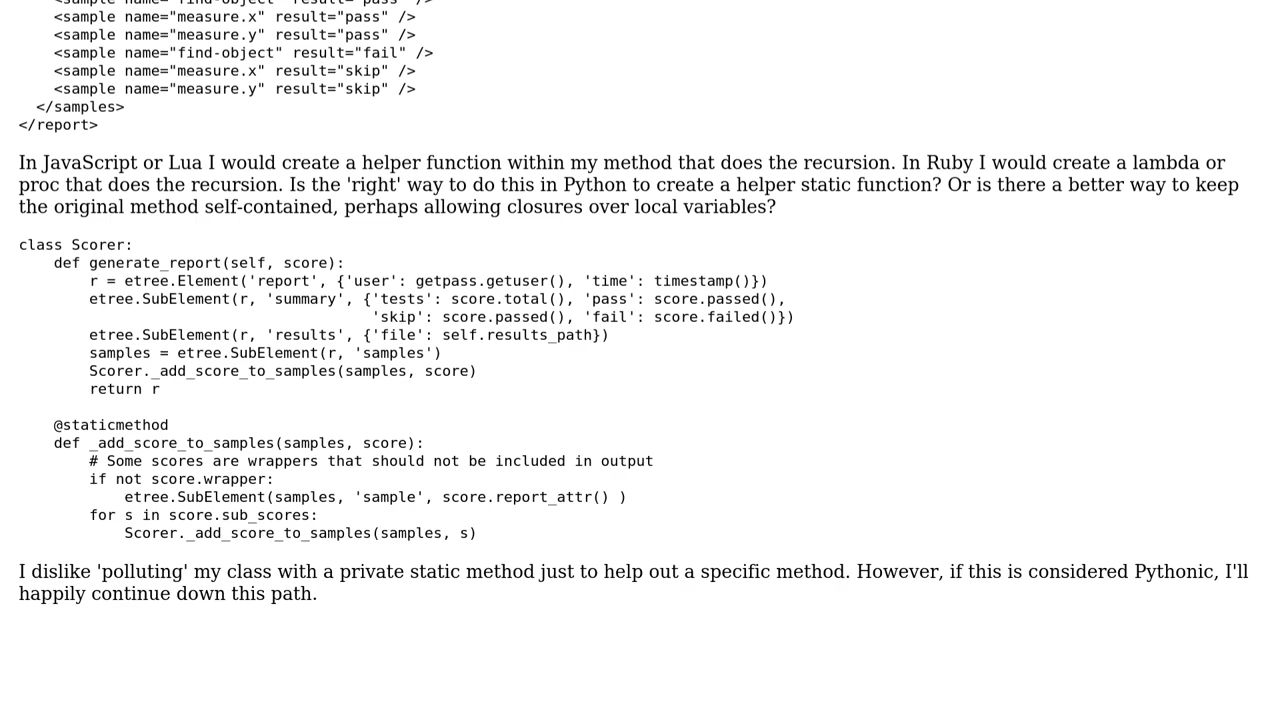 <sample name="find-object" result="pass" />
<sample name="measure.x" result="pass" />
<sample name="measure.y" result="pass" />
<sample name="find-object" result="fail" />
<sample name="measure.x" result="skip" />
<sample name="measure.y" result="skip" />
</samples>
</report>
In JavaScript or Lua I would create a helper function within my method that does the recursion. In Ruby I would create a lambda or
proc that does the recursion. Is the 'right' way to do this in Python to create a helper static function? Or is there a better way to keep
the original method self-contained, perhaps allowing closures over local variables?
class Scorer:
    def generate_report(self, score):
        r = etree.Element('report', {'user': getpass.getuser(), 'time': timestamp()})
        etree.SubElement(r, 'summary', {'tests': score.total(), 'pass': score.passed(),
                                        'skip': score.passed(), 'fail': score.failed()})
        etree.SubElement(r, 'results', {'file': self.results_path})
        samples = etree.SubElement(r, 'samples')
        Scorer._add_score_to_samples(samples, score)
        return r
    @staticmethod
    def _add_score_to_samples(samples, score):
        # Some scores are wrappers that should not be included in output
        if not score.wrapper:
            etree.SubElement(samples, 'sample', score.report_attr() )
        for s in score.sub_scores:
            Scorer._add_score_to_samples(samples, s)
I dislike 'polluting' my class with a private static method just to help out a specific method. However, if this is considered Pythonic, I'll
happily continue down this path.